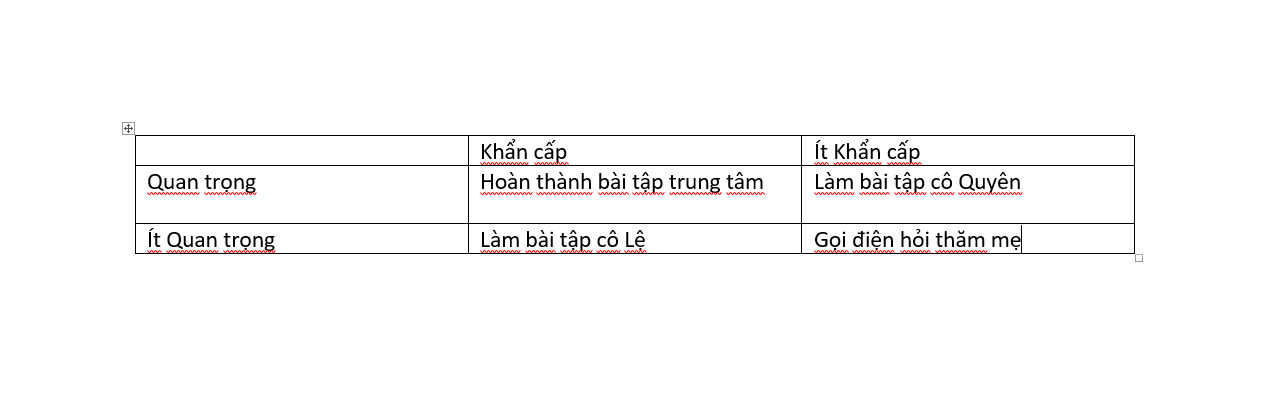 Khẩn cấp
Ít Khẩn cấp
Quan trọng
Hoàn thành bài tập trung tâm
Làm bài tập cô Quyên
Ít Quan trọng
Làm bài tập cô Lệ
Gọi điện hỏi thăm mẹ